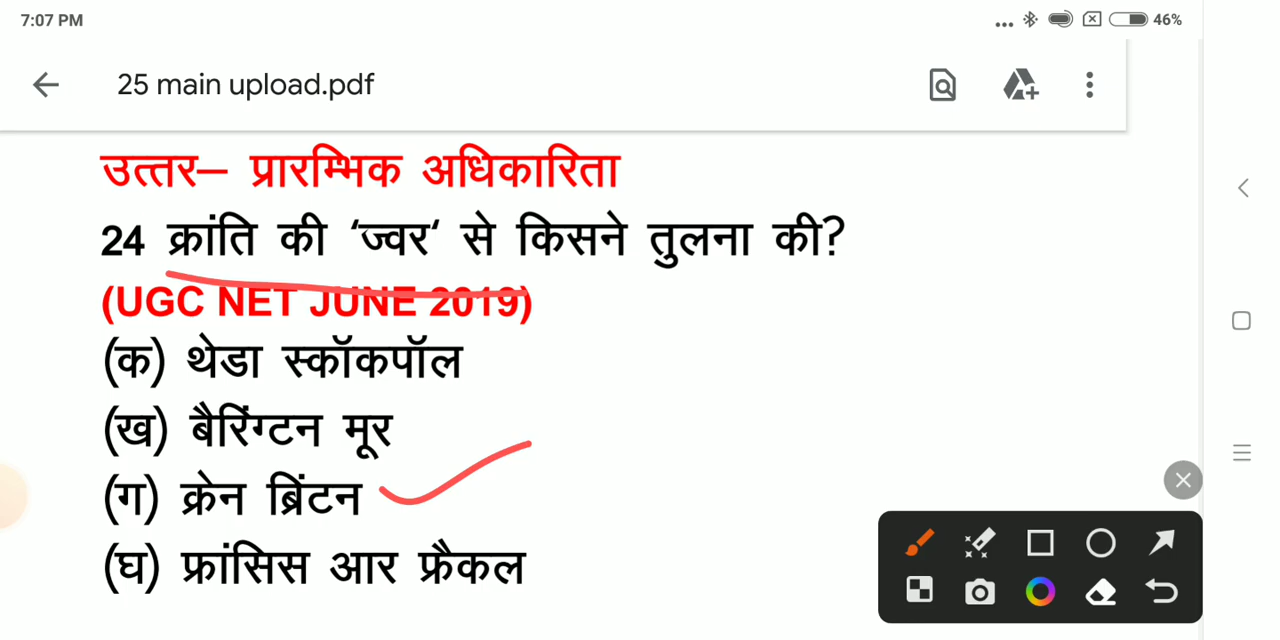 7:07 PM
46%
25 main upload.pdf
उत्तर– प्रारम्भिक अधिकारिता
24 क्रांति की ‘ज्वर‘ से किसने तुलना की?
(UGC NET JUNE 2019)
(क) थेडा स्कॉकपॉल
(ख) बैरिंग्टन मूर
(ग) क्रेन ब्रिंटन
(घ) फ्रांसिस आर फ्रैकल